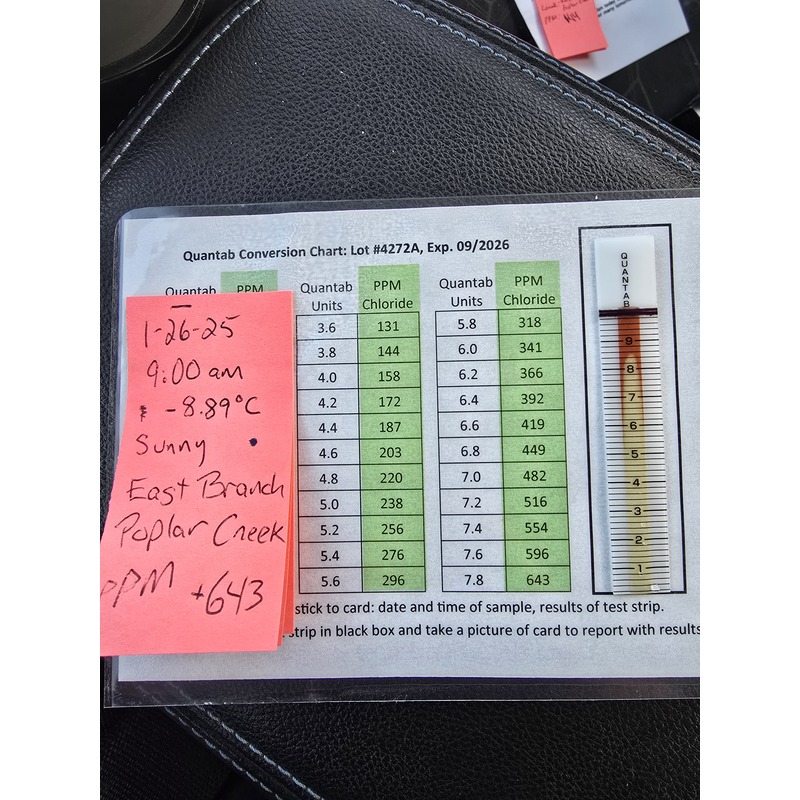 Quantab Conversion Chart: Lot #4272A, Exp. 09/2026
Quantab PPM
Quantab Units PPM Chloride
3.6 131
3.8 144
4.0 158
4.2 172
4.4 187
4.6 203
4.8 220
5.0 238
5.2 256
5.4 276
5.6 296
Quantab Units PPM Chloride
5.8 318
6.0 341
6.2 366
6.4 392
6.6 419
6.8 449
7.0 482
7.2 516
7.4 554
7.6 596
7.8 643
QUANTAB
9
8
7
6
5
4
3
2
1
1-26-25
9:00 am
-8.89°C
Sunny
East Branch
Poplar Creek
PPM +643
stick to card: date and time of sample, results of test strip.
strip in black box and take a picture of card to report with results